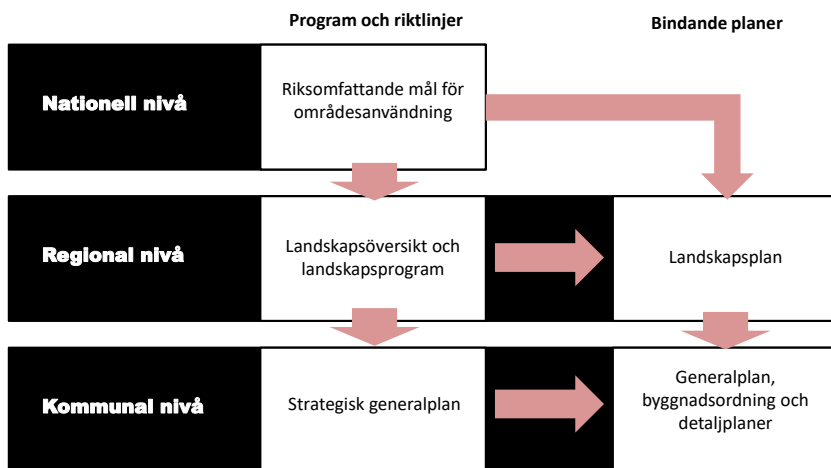 Program och riktlinjer
Bindande planer
Nationell nivå
Riksomfattande mål för
områdesanvändning
Regional nivå
Landskapsöversikt och
landskapsprogram
Landskapsplan
Kommunal nivå
Strategisk generalplan
Generalplan,
byggnadsordning och
detaljplaner